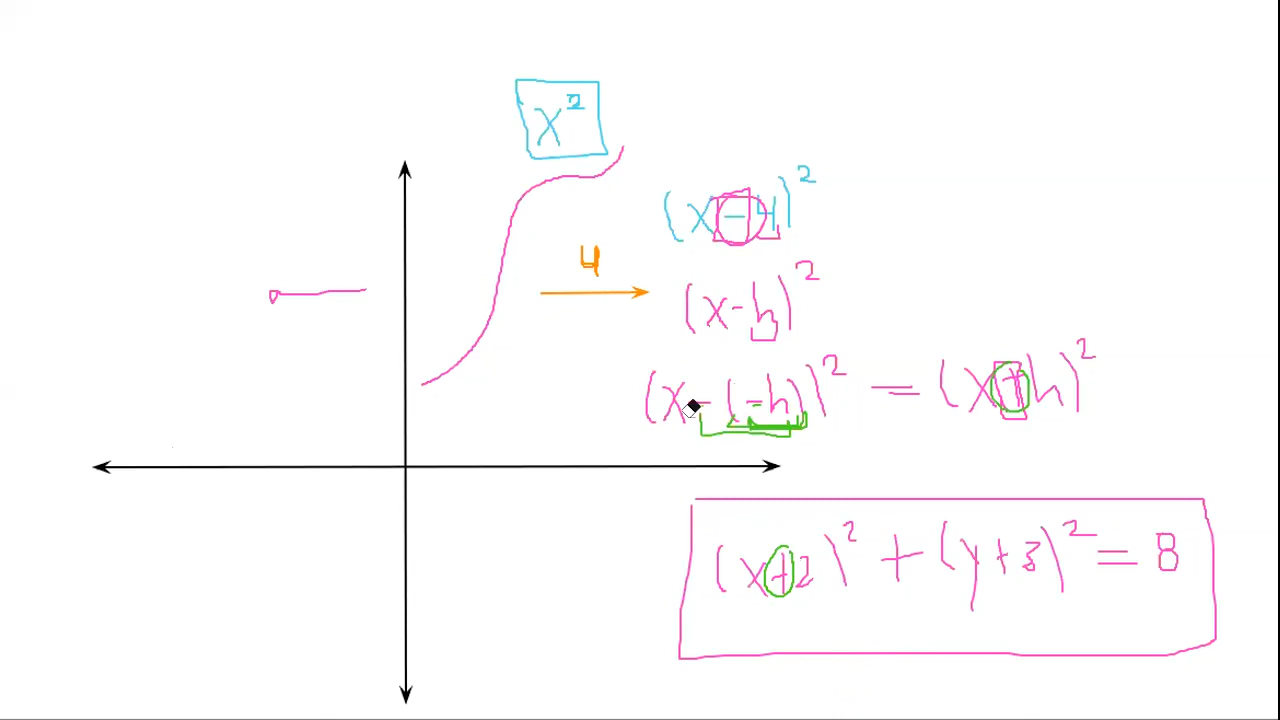 x²
(x-4)²
4
(x-h)²
(x-(-h))² = (x+h)²
(x+2)² + (y+3)² = 8